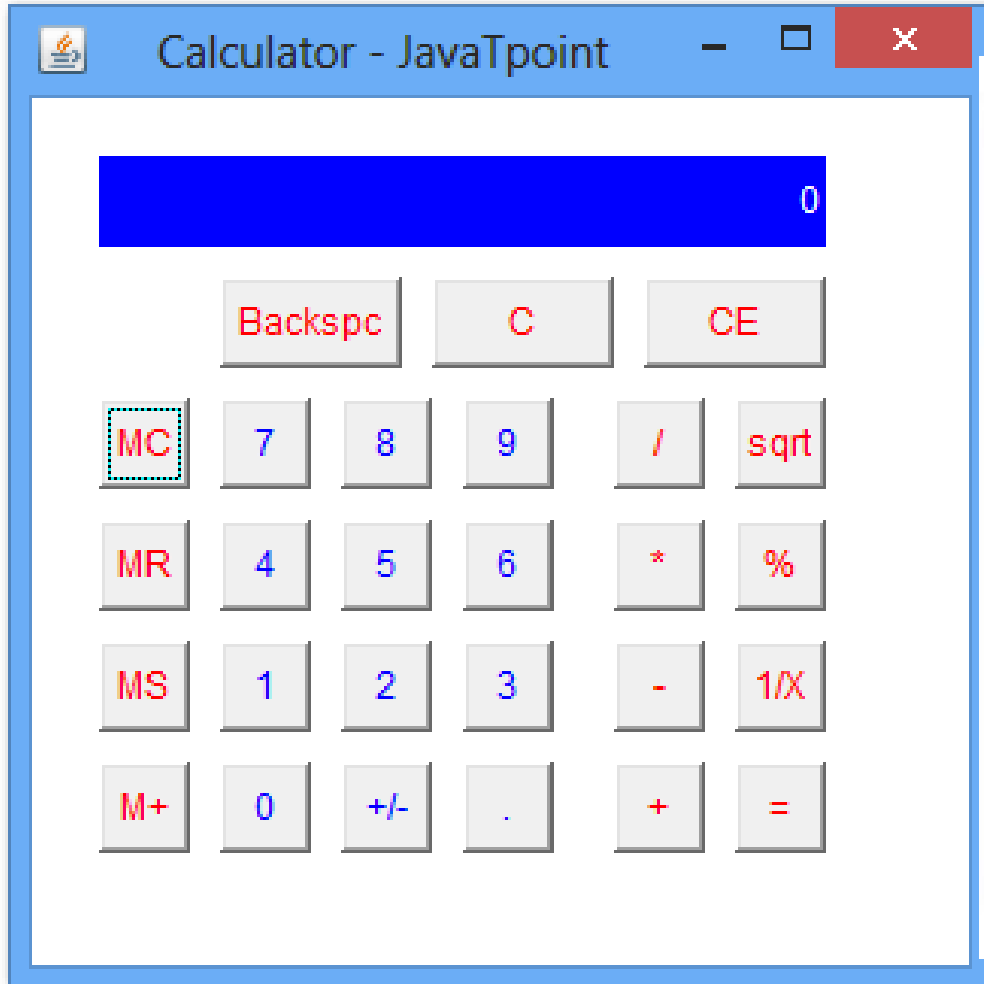 Calculator - JavaTpoint
0
Backspc C CE
MC 7 8 9 / sqrt
MR 4 5 6 * %
MS 1 2 3 - 1/X
M+ 0 +/- . + =